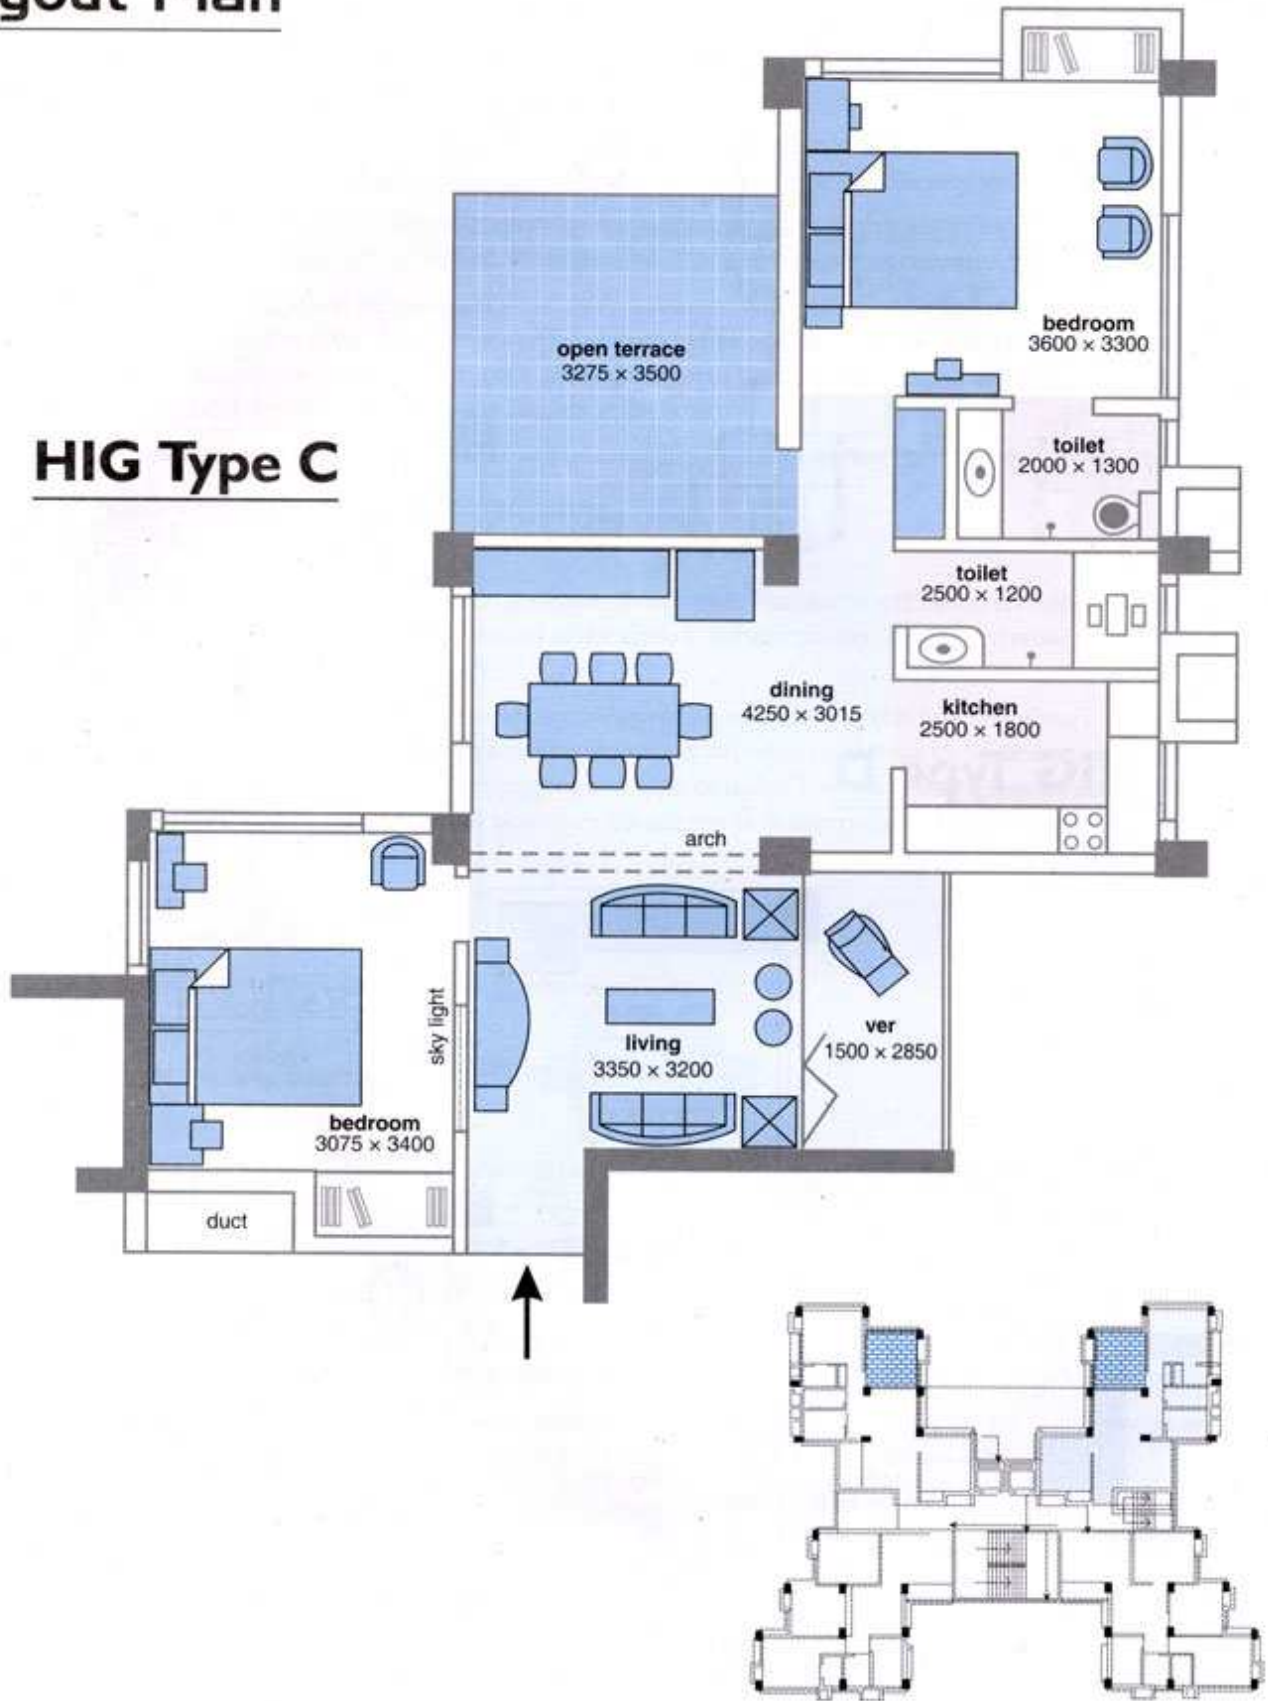 HIG Type C
open terrace
3275 × 3500
bedroom
3600 × 3300
toilet
2000 × 1300
toilet
2500 × 1200
dining
4250 × 3015
kitchen
2500 × 1800
arch
sky light
living
3350 × 3200
ver
1500 × 2850
bedroom
3075 × 3400
duct